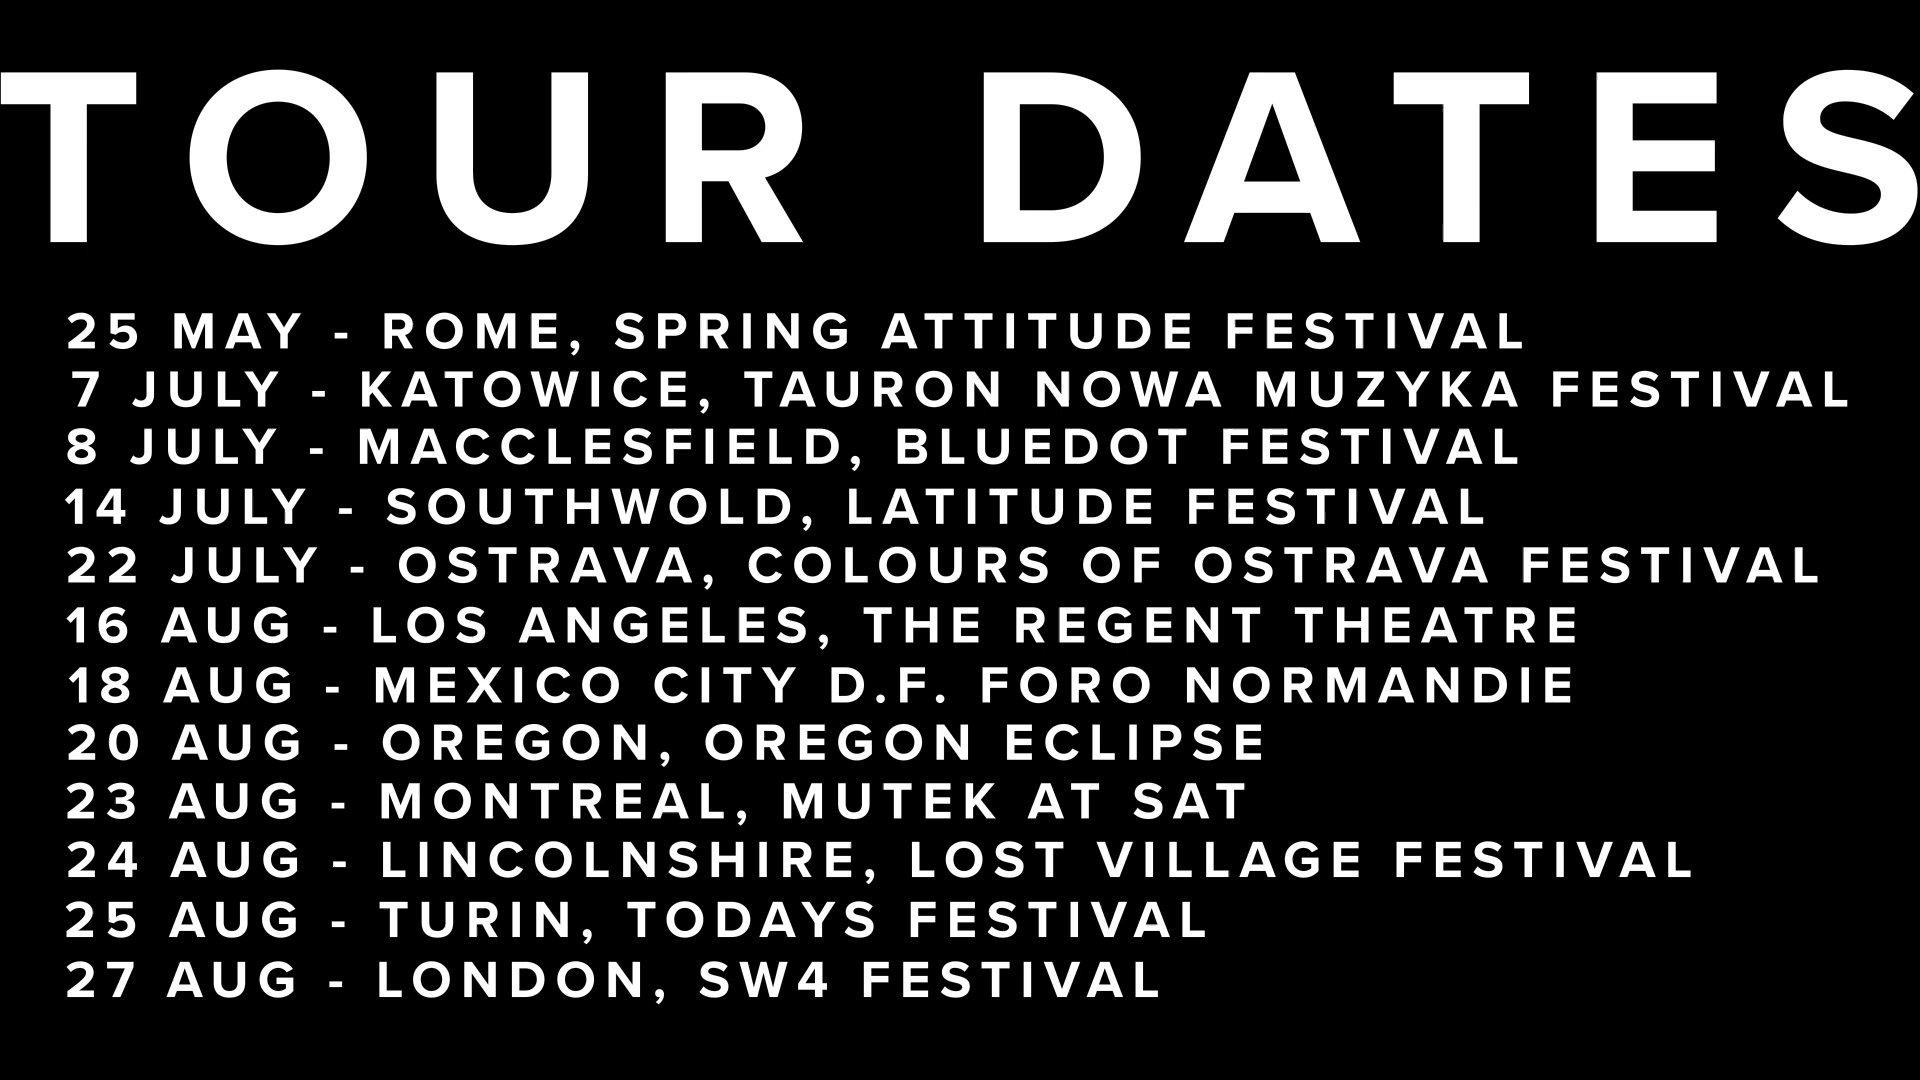 TOUR DATES
25 MAY - ROME, SPRING ATTITUDE FESTIVAL
7 JULY - KATOWICE, TAURON NOWA MUZYKA FESTIVAL
8 JULY - MACCLESFIELD, BLUEDOT FESTIVAL
14 JULY - SOUTHWOLD, LATITUDE FESTIVAL
22 JULY - OSTRAVA, COLOURS OF OSTRAVA FESTIVAL
16 AUG - LOS ANGELES, THE REGENT THEATRE
18 AUG - MEXICO CITY D.F. FORO NORMANDIE
20 AUG - OREGON, OREGON ECLIPSE
23 AUG - MONTREAL, MUTEK AT SAT
24 AUG - LINCOLNSHIRE, LOST VILLAGE FESTIVAL
25 AUG - TURIN, TODAYS FESTIVAL
27 AUG - LONDON, SW4 FESTIVAL